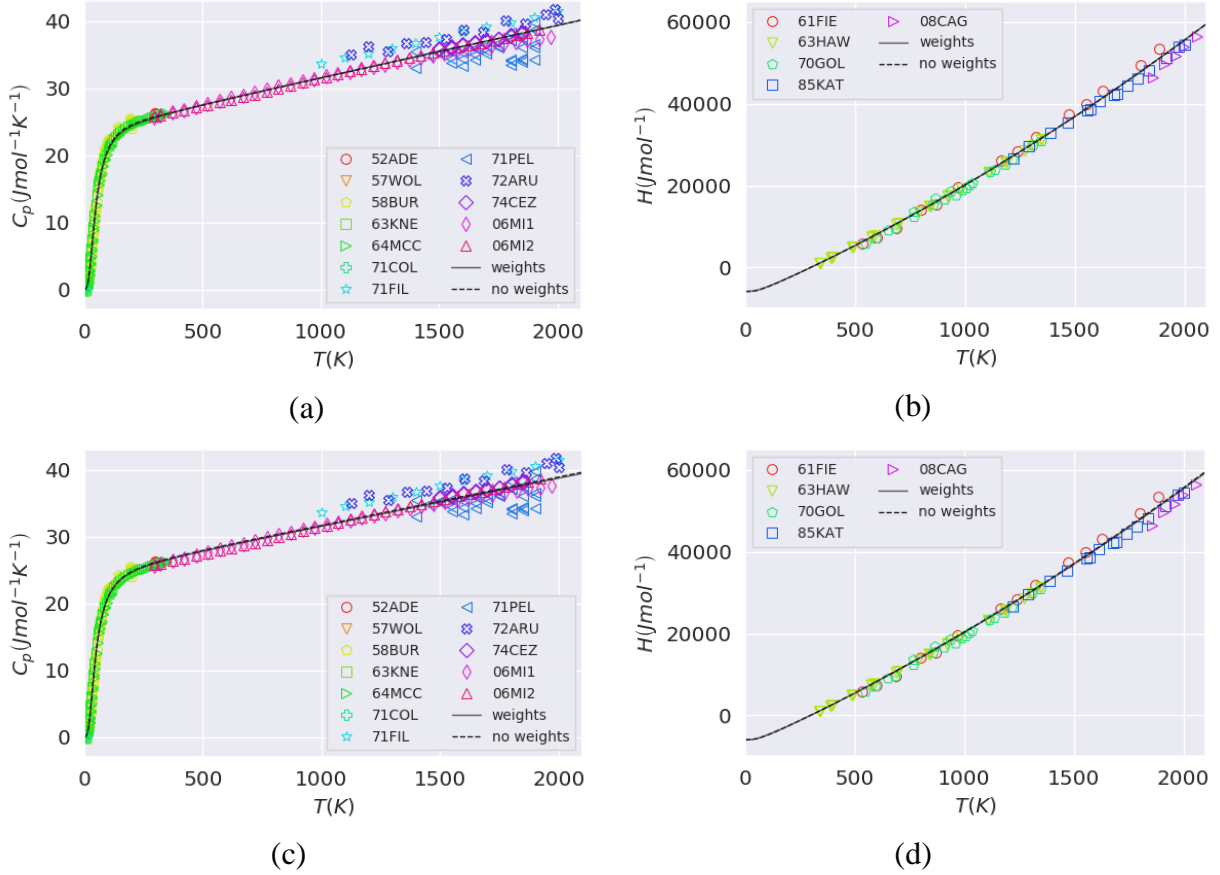 40
30
20
10
0
C_p(Jmol⁻¹K⁻¹)
52ADE
57WOL
58BUR
63KNE
64MCC
71COL
71FIL
71PEL
72ARU
74CEZ
06MI1
06MI2
weights
no weights
0 500 1000 1500 2000
T(K)
(a)
60000
40000
20000
0
H(Jmol⁻¹)
61FIE
63HAW
70GOL
85KAT
08CAG
weights
no weights
0 500 1000 1500 2000
T(K)
(b)
40
30
20
10
0
C_p(Jmol⁻¹K⁻¹)
52ADE
57WOL
58BUR
63KNE
64MCC
71COL
71FIL
71PEL
72ARU
74CEZ
06MI1
06MI2
weights
no weights
0 500 1000 1500 2000
T(K)
(c)
60000
40000
20000
0
H(Jmol⁻¹)
61FIE
63HAW
70GOL
85KAT
08CAG
weights
no weights
0 500 1000 1500 2000
T(K)
(d)